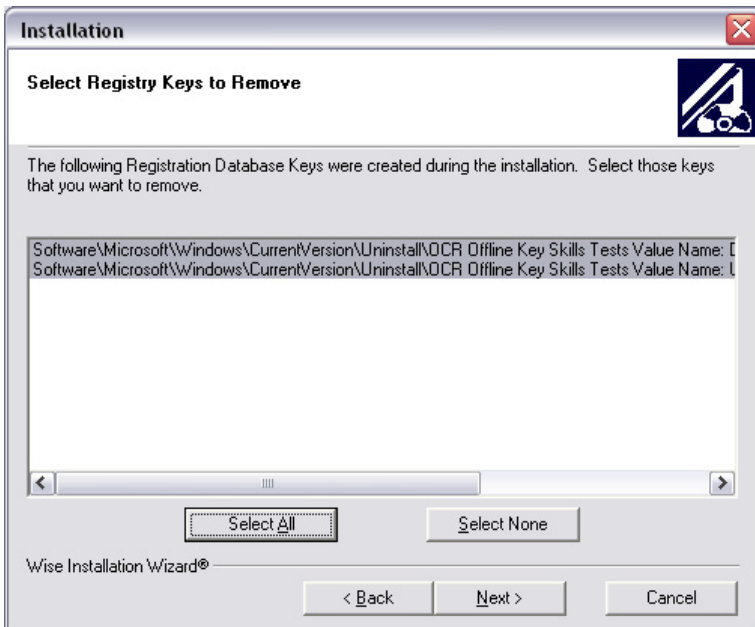 Installation
Select Registry Keys to Remove
The following Registration Database Keys were created during the installation. Select those keys
that you want to remove.
Software\Microsoft\Windows\CurrentVersion\Uninstall\OCR Offline Key Skills Tests Value Name:
Software\Microsoft\Windows\CurrentVersion\Uninstall\OCR Offline Key Skills Tests Value Name:
Select All
Select None
Wise Installation Wizard®
< Back
Next >
Cancel